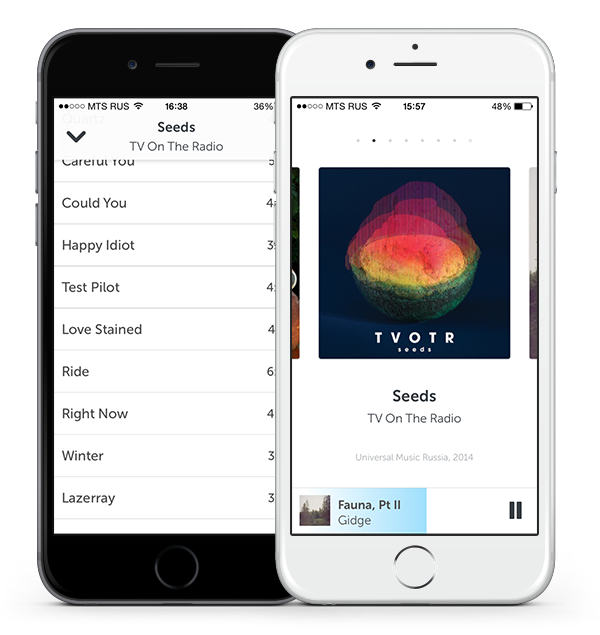 MTS RUS 16:38 36%
Quartz
Seeds
TV On The Radio
Careful You 5
Could You 4
Happy Idiot 3
Test Pilot 4
Love Stained 4
Ride 6
Right Now 4
Winter 3
Lazerray 3
MTS RUS 15:57 48%
TVOTR
seeds
Seeds
TV On The Radio
Universal Music Russia, 2014
Fauna, Pt II
Gidge